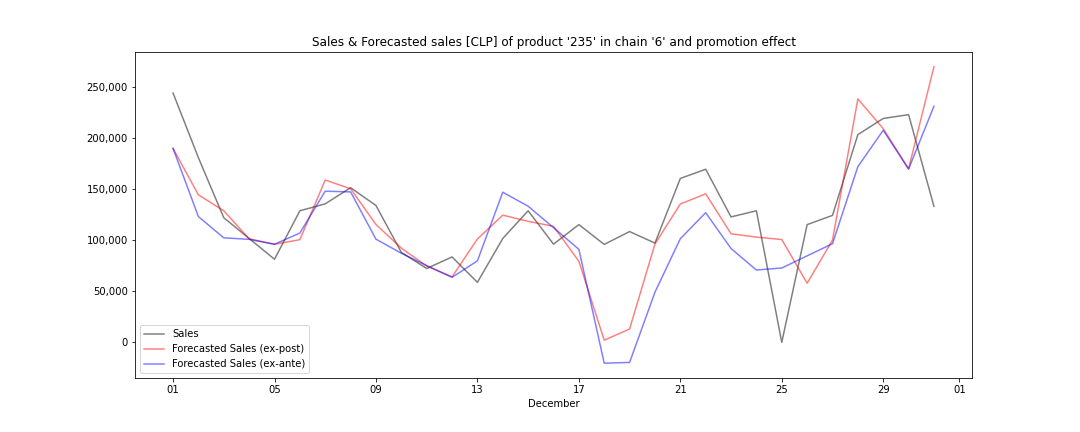 Sales & Forecasted sales [CLP] of product '235' in chain '6' and promotion effect
250,000
200,000
150,000
100,000
50,000
0
Sales
Forecasted Sales (ex-post)
Forecasted Sales (ex-ante)
01 05 09 13 17 21 25 29 01
December